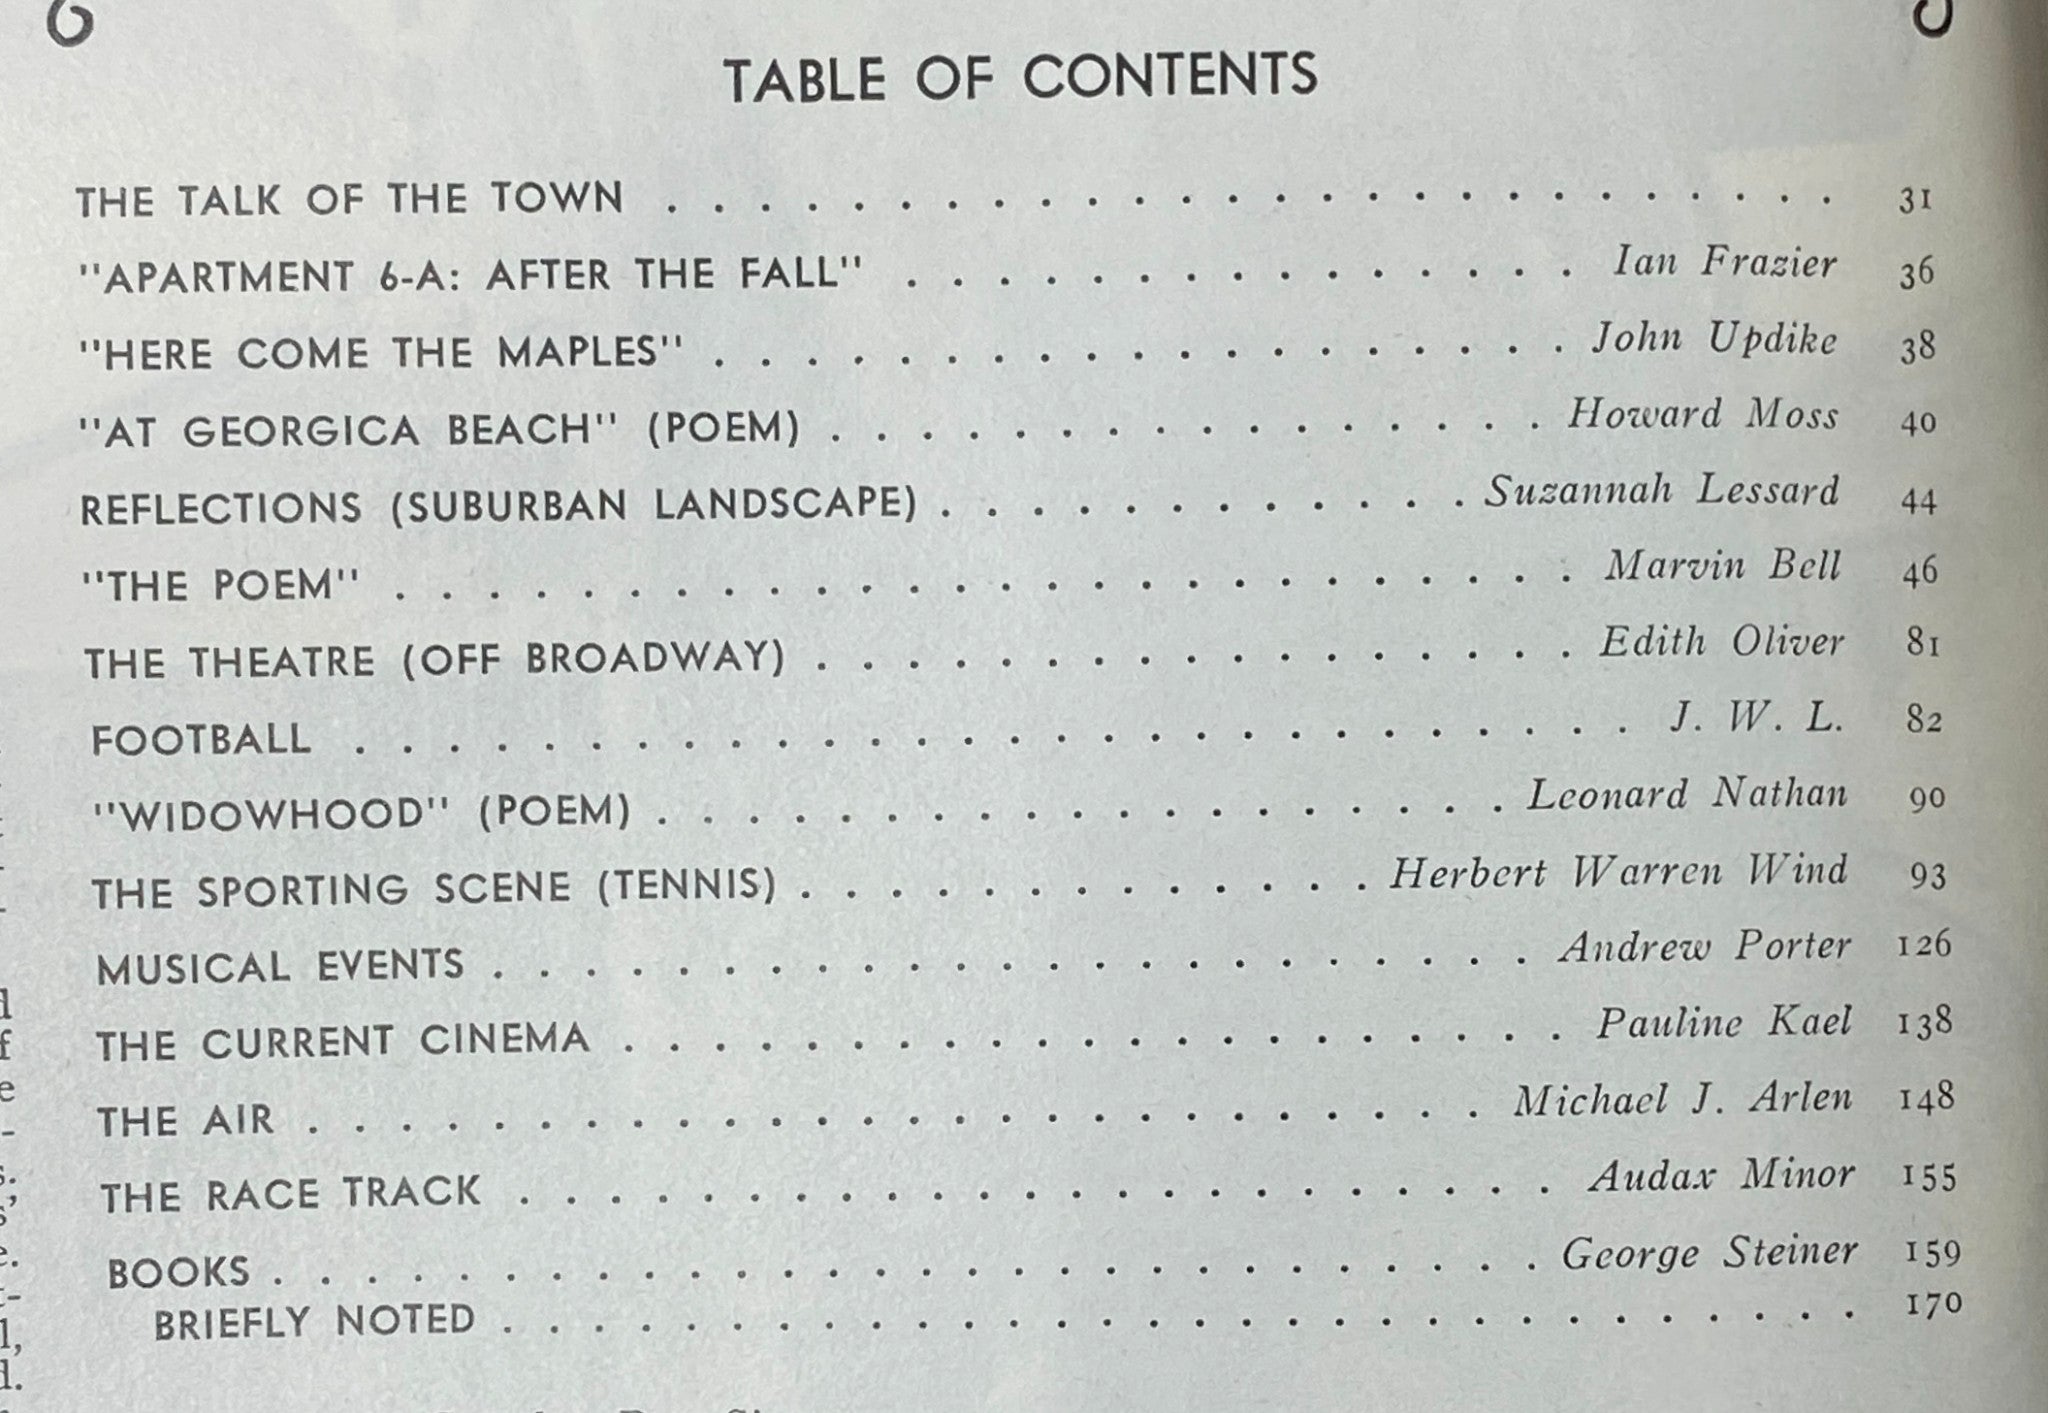 TABLE OF CONTENTS
THE TALK OF THE TOWN . . . . . . . . . . . . . . . . . . . . . . . . . . 31
"APARTMENT 6-A: AFTER THE FALL" . . . . . . . . . . . . . . . Ian Frazier 36
"HERE COME THE MAPLES" . . . . . . . . . . . . . . . . . . . John Updike 38
"AT GEORGICA BEACH" (POEM) . . . . . . . . . . . . . . . . Howard Moss 40
REFLECTIONS (SUBURBAN LANDSCAPE) . . . . . . . . . . . . Suzannah Lessard 44
"THE POEM" . . . . . . . . . . . . . . . . . . . . . . . . . . Marvin Bell 46
THE THEATRE (OFF BROADWAY) . . . . . . . . . . . . . . . . . Edith Oliver 81
FOOTBALL . . . . . . . . . . . . . . . . . . . . . . . . . . . . J. W. L. 82
"WIDOWHOOD" (POEM) . . . . . . . . . . . . . . . . . . . Leonard Nathan 90
THE SPORTING SCENE (TENNIS) . . . . . . . . . . . . . Herbert Warren Wind 93
MUSICAL EVENTS . . . . . . . . . . . . . . . . . . . . . . . Andrew Porter 126
THE CURRENT CINEMA . . . . . . . . . . . . . . . . . . . . . Pauline Kael 138
THE AIR . . . . . . . . . . . . . . . . . . . . . . . . . . Michael J. Arlen 148
THE RACE TRACK . . . . . . . . . . . . . . . . . . . . . . . Audax Minor 155
BOOKS . . . . . . . . . . . . . . . . . . . . . . . . . . . . George Steiner 159
BRIEFLY NOTED . . . . . . . . . . . . . . . . . . . . . . . . . . . . . . 170